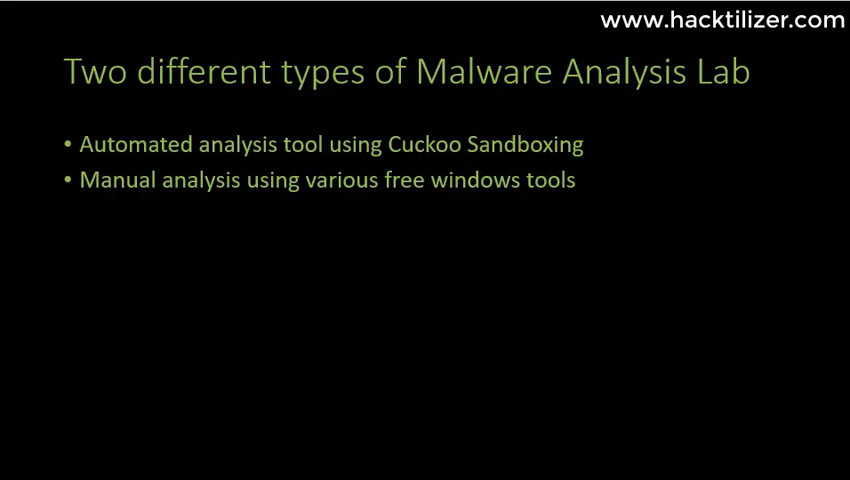 www.hacktilizer.com
Two different types of Malware Analysis Lab
• Automated analysis tool using Cuckoo Sandboxing
• Manual analysis using various free windows tools